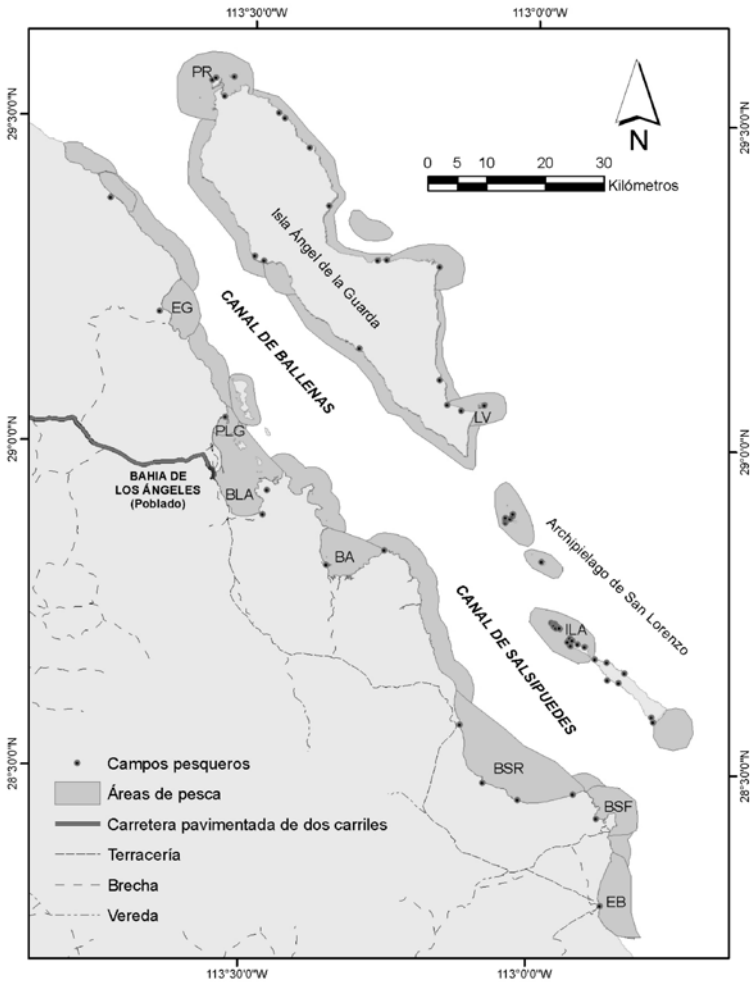 113°30'0"W
113°0'0"W
29°30'0"N
29°30'0"N
PR
N
0 5 10 20 30
Kilómetros
Isla Ángel de la Guarda
EG
CANAL DE BALLENAS
LV
PLG
29°0'0"N
29°0'0"N
BAHIA DE
LOS ÁNGELES
(Poblado)
BLA
BA
Archipielago de San Lorenzo
CANAL DE SALSIPUEDES
ILA
28°30'0"N
28°30'0"N
BSR
BSF
EB
Campos pesqueros
Áreas de pesca
Carretera pavimentada de dos carriles
Terracería
Brecha
Vereda
113°30'0"W
113°0'0"W